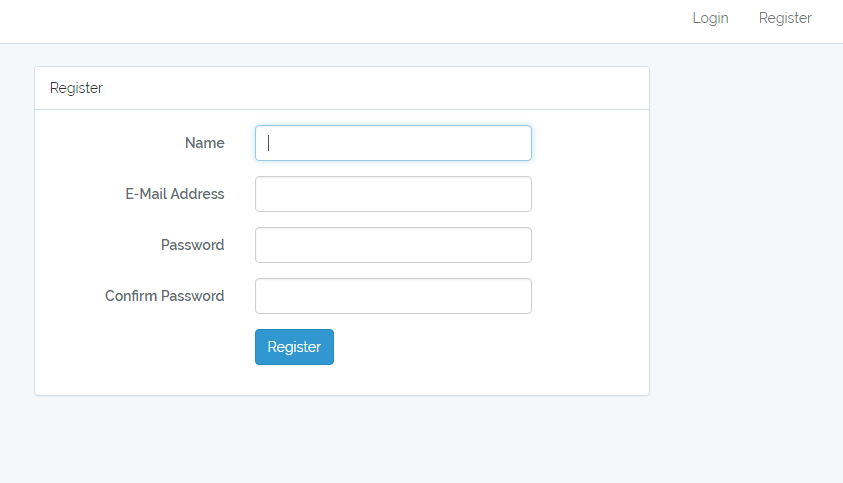 Login Register
Register
Name
E-Mail Address
Password
Confirm Password
Register